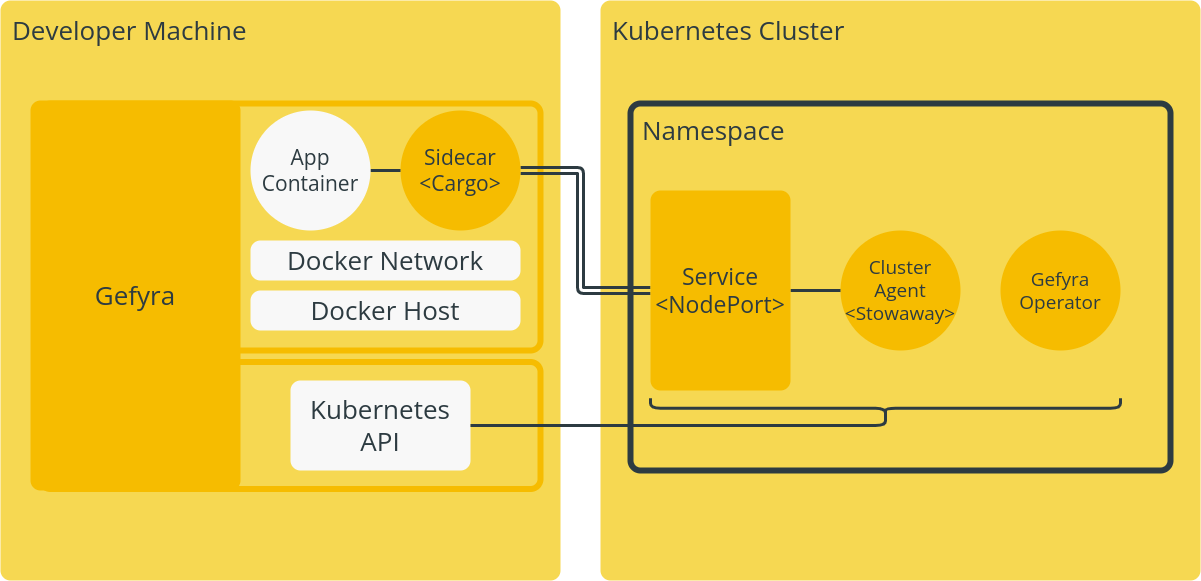 Developer Machine
Gefyra
App
Container
Sidecar
<Cargo>
Docker Network
Docker Host
Kubernetes
API
Kubernetes Cluster
Namespace
Service
<NodePort>
Cluster
Agent
<Stowaway>
Gefyra
Operator